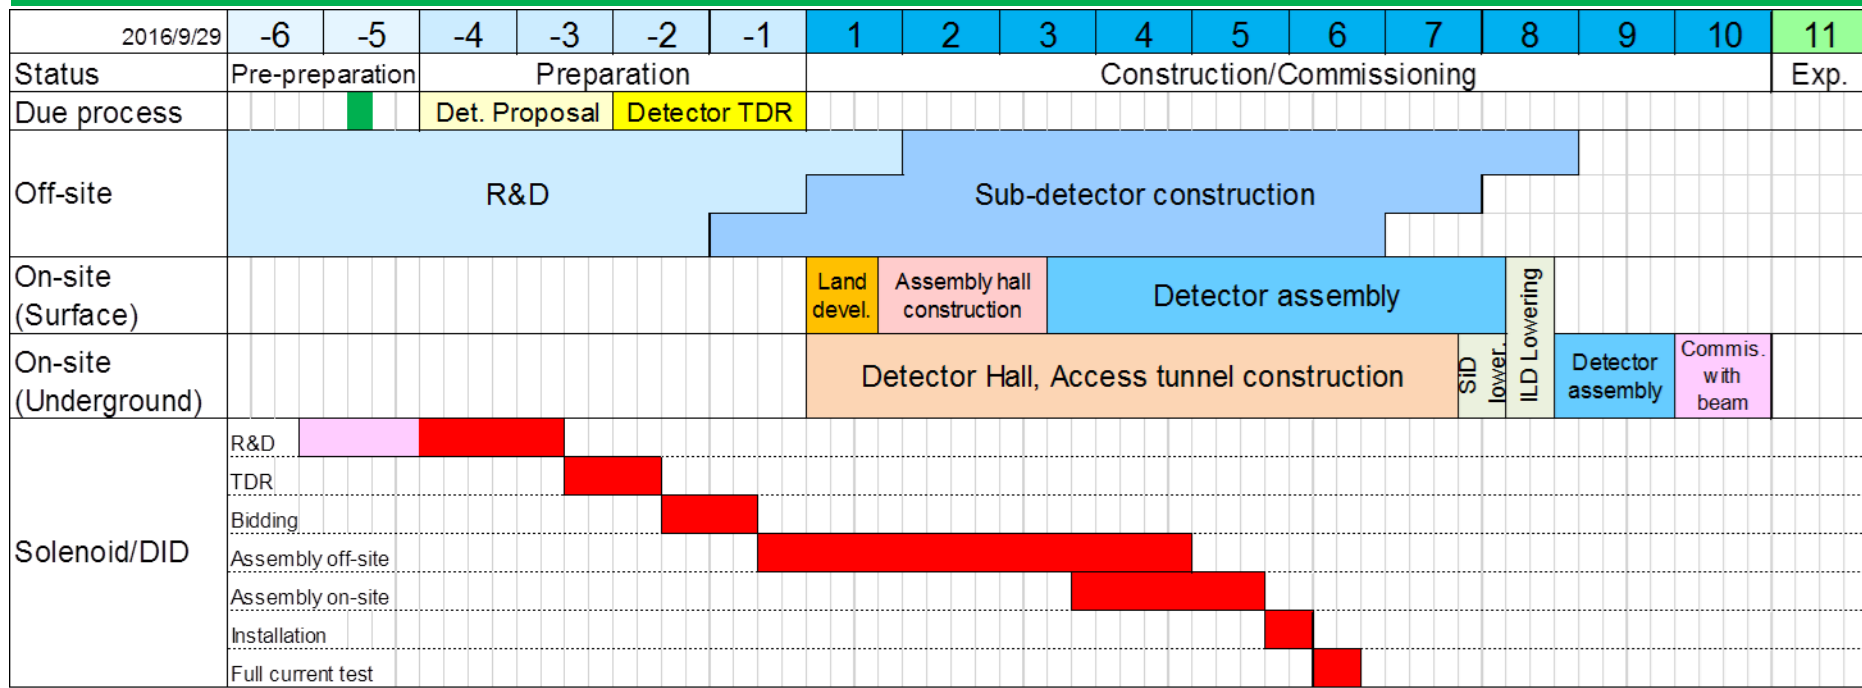 2016/9/29 -6 -5 -4 -3 -2 -1 1 2 3 4 5 6 7 8 9 10 11
Status Pre-preparation Preparation Construction/Commissioning Exp.
Due process Det. Proposal Detector TDR
Off-site R&D Sub-detector construction
On-site
(Surface)
Land
devel.
Assembly hall
construction
Detector assembly
ILD Lowering
On-site
(Underground)
Detector Hall, Access tunnel construction
SiD
lower.
Detector
assembly
Commis.
with
beam
Solenoid/DID
R&D
TDR
Bidding
Assembly off-site
Assembly on-site
Installation
Full current test